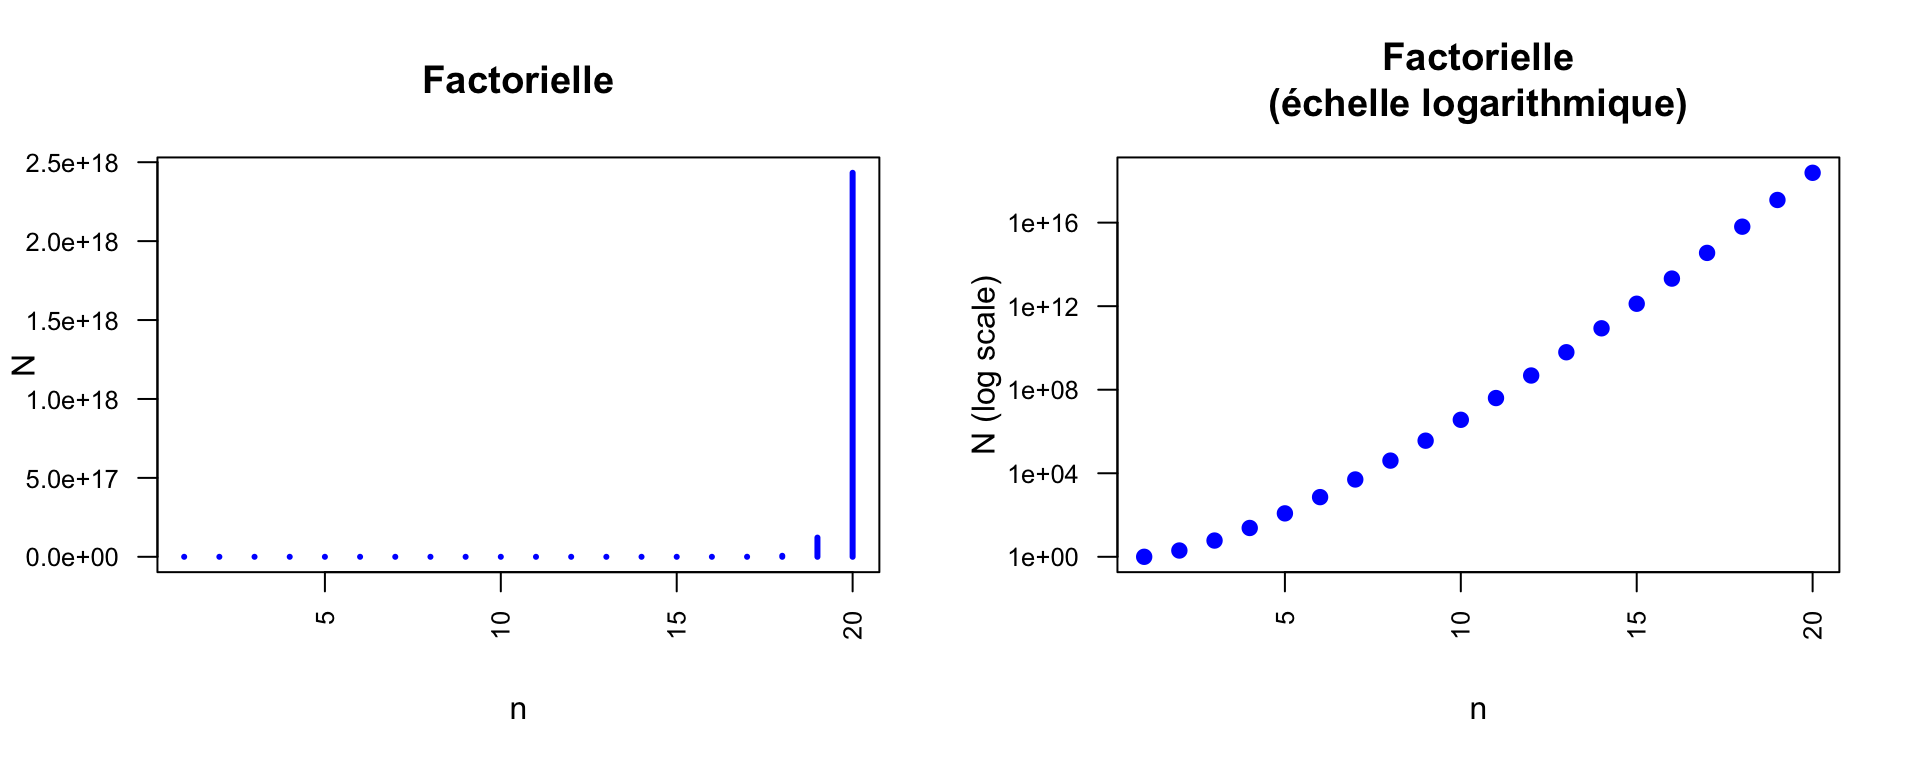 Factorielle
2.5e+18
2.0e+18
1.5e+18
1.0e+18
5.0e+17
0.0e+00
N
5
10
15
20
n
Factorielle
(échelle logarithmique)
1e+16
1e+12
1e+08
1e+04
1e+00
N (log scale)
5
10
15
20
n